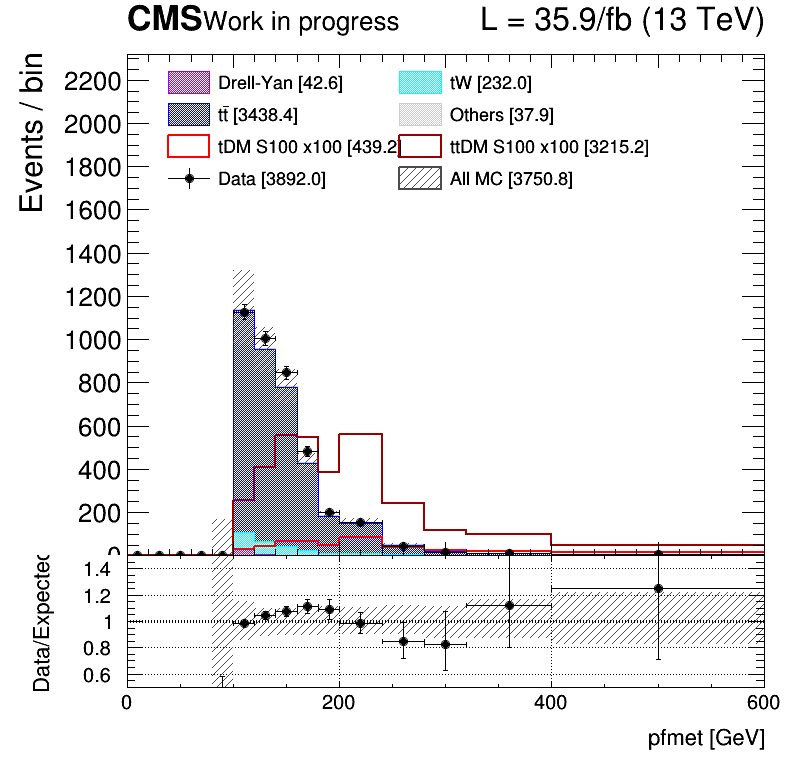 CMS Work in progress L = 35.9/fb (13 TeV)
Events / bin
2200
2000
1800
1600
1400
1200
1000
800
600
400
200
0
Drell-Yan [42.6] tW [232.0]
tt̄ [3438.4] Others [37.9]
tDM S100 x100 [439.2] ttDM S100 x100 [3215.2]
Data [3892.0] All MC [3750.8]
Data/Expected
1.4
1.2
1
0.8
0.6
0 200 400 600
pfmet [GeV]